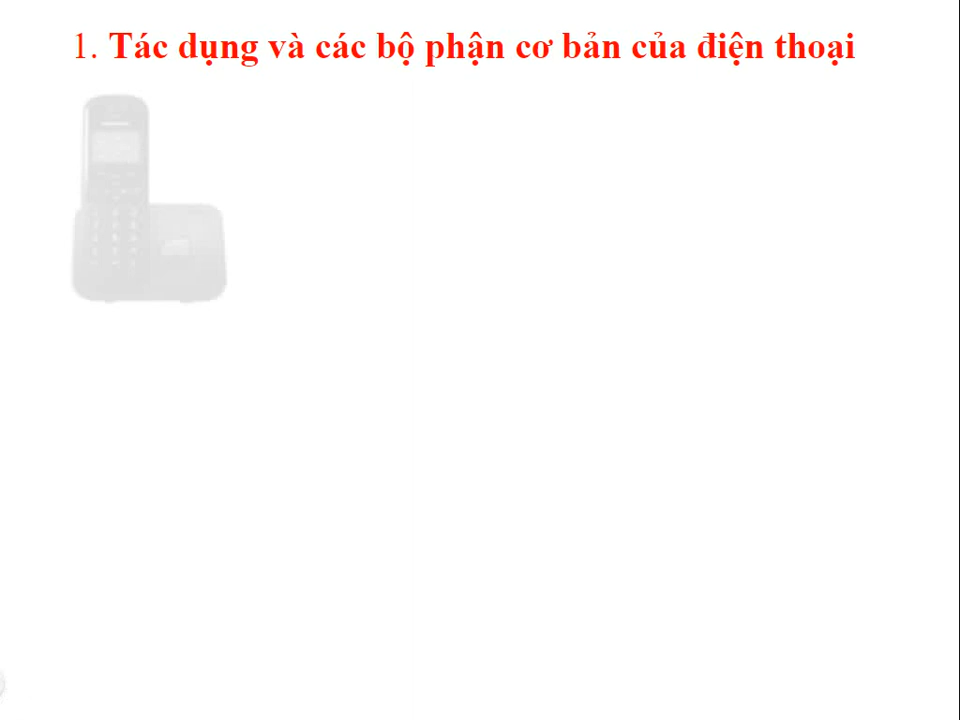 1. Tác dụng và các bộ phận cơ bản của điện thoại